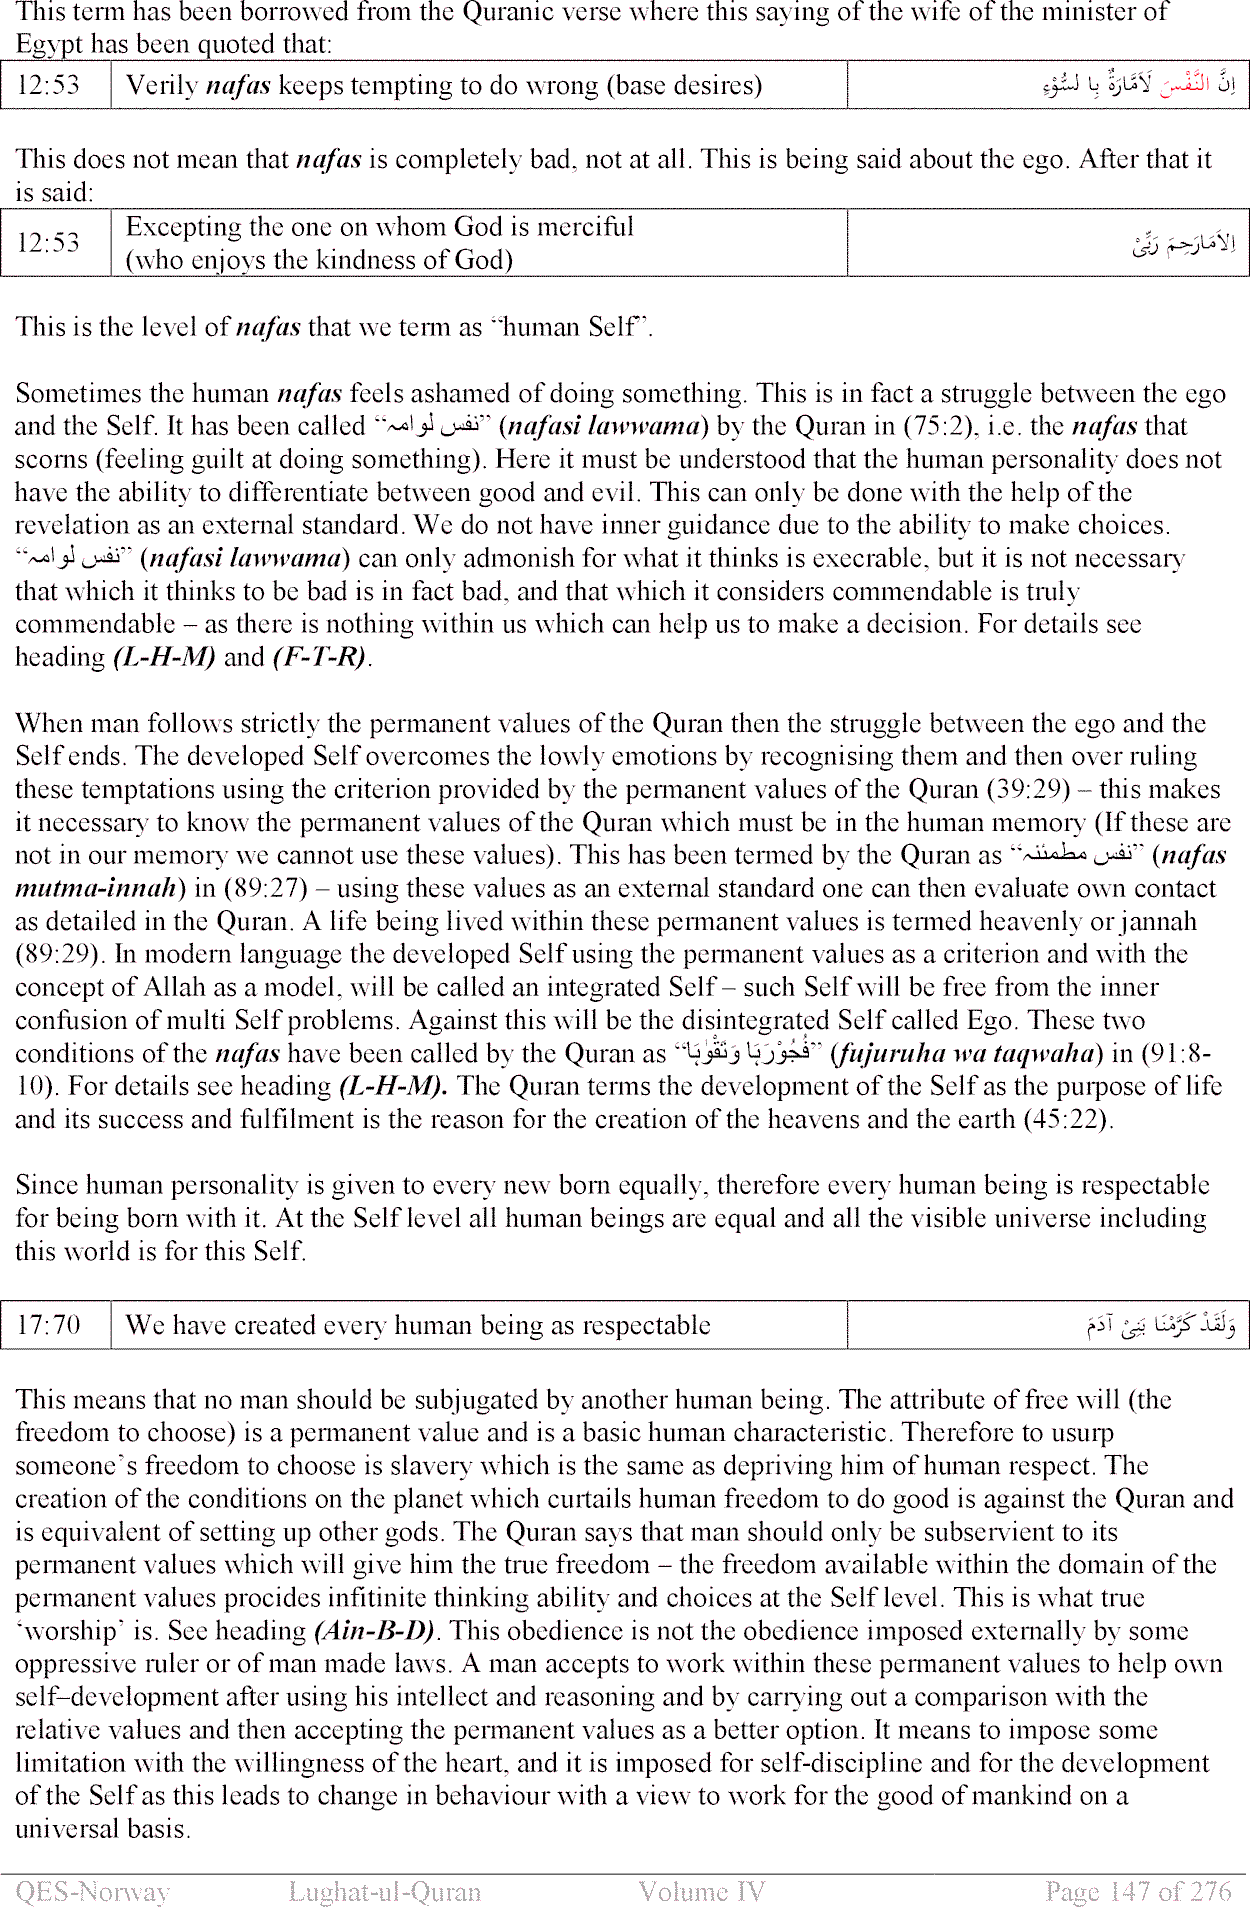 This term has been borrowed from the Quranic verse where this saying of the wife of the minister of
Egypt has been quoted that:
12:53 Verily nafas keeps tempting to do wrong (base desires) اِنَّ النَّفْسَ لَاَمَّارَةٌ بِا لسُّوْءِ
This does not mean that nafas is completely bad, not at all. This is being said about the ego. After that it
is said:
12:53 Excepting the one on whom God is merciful
(who enjoys the kindness of God) اِلاَمَارَحِمَ رَبِّیْ
This is the level of nafas that we term as “human Self”.
Sometimes the human nafas feels ashamed of doing something. This is in fact a struggle between the ego
and the Self. It has been called “نفس لوامہ” (nafasi lawwama) by the Quran in (75:2), i.e. the nafas that
scorns (feeling guilt at doing something). Here it must be understood that the human personality does not
have the ability to differentiate between good and evil. This can only be done with the help of the
revelation as an external standard. We do not have inner guidance due to the ability to make choices.
“نفس لوامہ” (nafasi lawwama) can only admonish for what it thinks is execrable, but it is not necessary
that which it thinks to be bad is in fact bad, and that which it considers commendable is truly
commendable – as there is nothing within us which can help us to make a decision. For details see
heading (L-H-M) and (F-T-R).
When man follows strictly the permanent values of the Quran then the struggle between the ego and the
Self ends. The developed Self overcomes the lowly emotions by recognising them and then over ruling
these temptations using the criterion provided by the permanent values of the Quran (39:29) – this makes
it necessary to know the permanent values of the Quran which must be in the human memory (If these are
not in our memory we cannot use these values). This has been termed by the Quran as “نفس مطمئنہ” (nafas
mutma-innah) in (89:27) – using these values as an external standard one can then evaluate own contact
as detailed in the Quran. A life being lived within these permanent values is termed heavenly or jannah
(89:29). In modern language the developed Self using the permanent values as a criterion and with the
concept of Allah as a model, will be called an integrated Self – such Self will be free from the inner
confusion of multi Self problems. Against this will be the disintegrated Self called Ego. These two
conditions of the nafas have been called by the Quran as “فُجُوْرَہَا وَتَقْوٰہَا” (fujuruha wa taqwaha) in (91:8-
10). For details see heading (L-H-M). The Quran terms the development of the Self as the purpose of life
and its success and fulfilment is the reason for the creation of the heavens and the earth (45:22).
Since human personality is given to every new born equally, therefore every human being is respectable
for being born with it. At the Self level all human beings are equal and all the visible universe including
this world is for this Self.
17:70 We have created every human being as respectable وَلَقَدْ كَرَّمْنَا بَنِیْ آدَمَ
This means that no man should be subjugated by another human being. The attribute of free will (the
freedom to choose) is a permanent value and is a basic human characteristic. Therefore to usurp
someone’s freedom to choose is slavery which is the same as depriving him of human respect. The
creation of the conditions on the planet which curtails human freedom to do good is against the Quran and
is equivalent of setting up other gods. The Quran says that man should only be subservient to its
permanent values which will give him the true freedom – the freedom available within the domain of the
permanent values procides infitinite thinking ability and choices at the Self level. This is what true
‘worship’ is. See heading (Ain-B-D). This obedience is not the obedience imposed externally by some
oppressive ruler or of man made laws. A man accepts to work within these permanent values to help own
self–development after using his intellect and reasoning and by carrying out a comparison with the
relative values and then accepting the permanent values as a better option. It means to impose some
limitation with the willingness of the heart, and it is imposed for self-discipline and for the development
of the Self as this leads to change in behaviour with a view to work for the good of mankind on a
universal basis.
QES-Norway Lughat-ul-Quran Volume IV Page 147 of 276